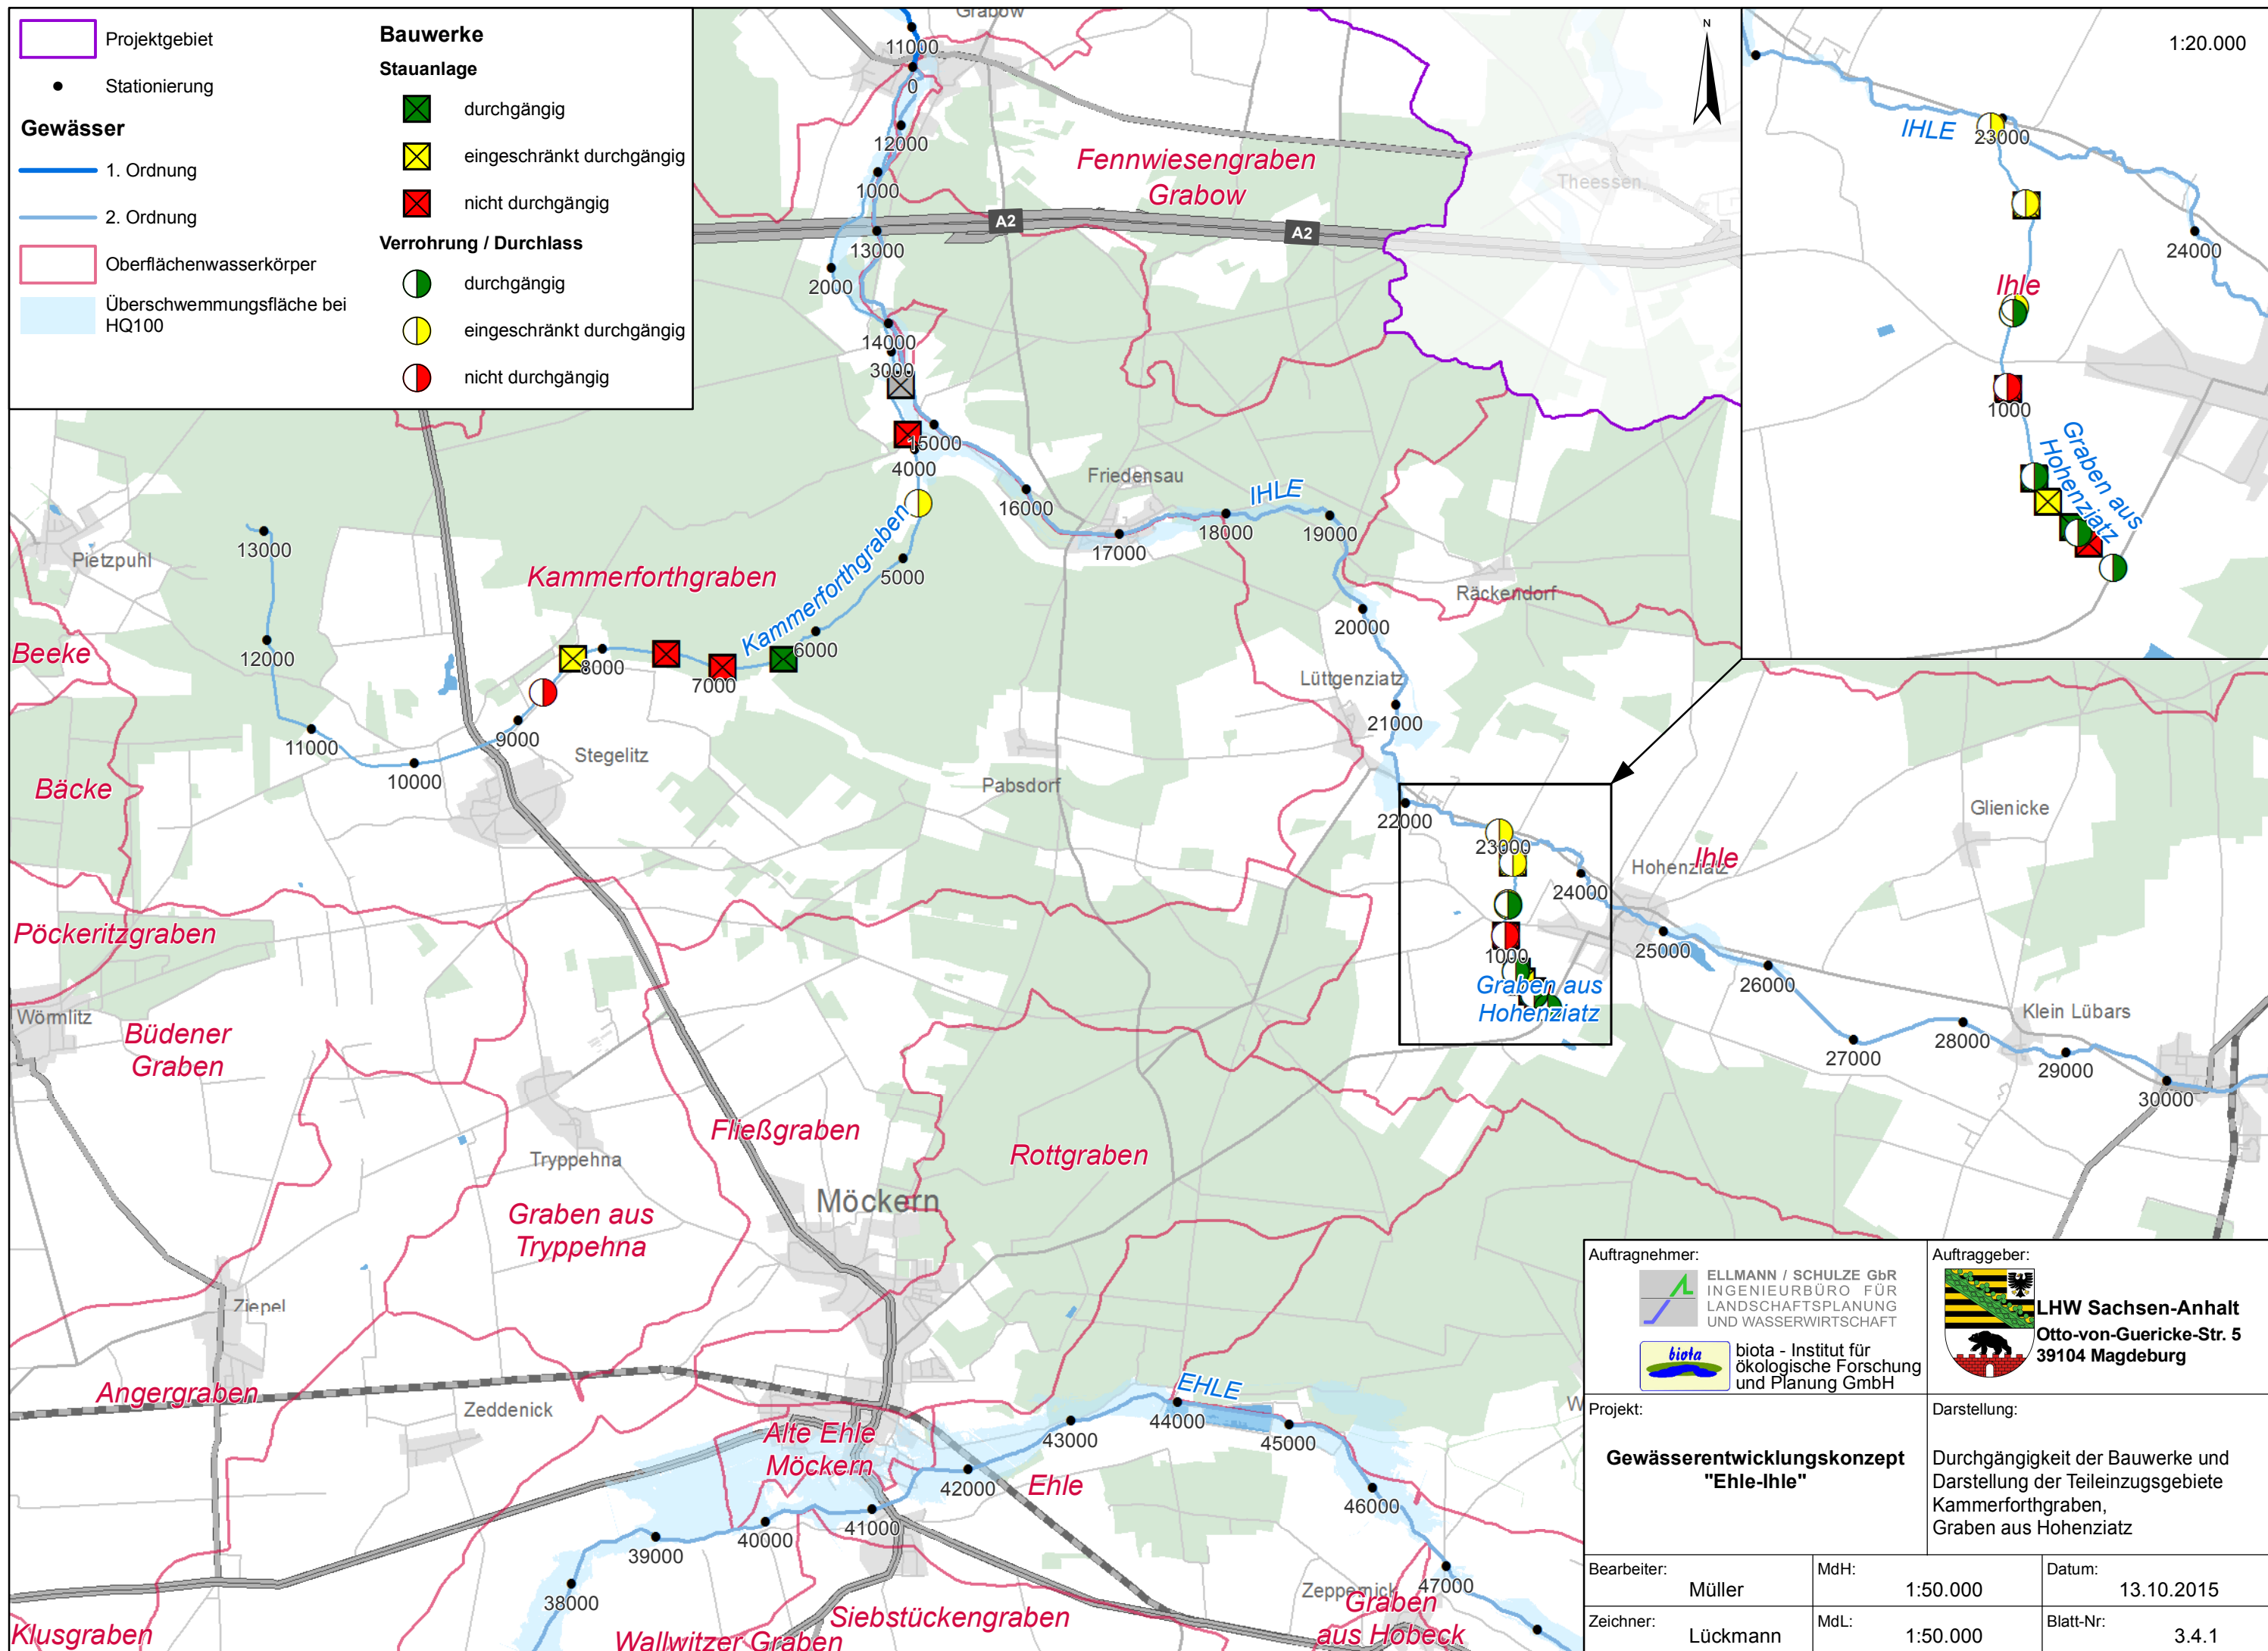 Projektgebiet
Stationierung
Gewässer
1. Ordnung
2. Ordnung
Oberflächenwasserkörper
Überschwemmungsfläche bei
HQ100
Bauwerke
Stauanlage
durchgängig
eingeschränkt durchgängig
nicht durchgängig
Verrohrung / Durchlass
durchgängig
eingeschränkt durchgängig
nicht durchgängig
Grabow
11000
0
12000
1000
Fennwiesengraben
Grabow
Theessen
A2
A2
13000
2000
14000
3000
15000
4000
N
1:20.000
IHLE
23000
24000
Ihle
1000
Graben aus
Hohenziatz
Friedensau
IHLE
16000
17000
18000
19000
Pietzpuhl
13000
Kammerforthgraben
Kammerforthgraben
5000
Räckendorf
20000
Beeke
12000
8000
7000
6000
Lüttgenziatz
21000
11000
9000
Stegelitz
10000
Pabsdorf
Bäcke
22000
23000
24000
Hohenziatz
Ihle
Glienicke
1000
25000
26000
Graben aus
Hohenziatz
Klein Lübars
27000
28000
29000
30000
Pöckeritzgraben
Wörmlitz
Büdener
Graben
Fließgraben
Rottgraben
Tryppehna
Graben aus
Tryppehna
Möckern
Ziepel
Angergraben
Zeddenick
Alte Ehle
Möckern
EHLE
43000
44000
45000
42000
Ehle
46000
41000
40000
39000
38000
47000
Zeppernick
Graben
aus Hobeck
Siebstückengraben
Wallwitzer Graben
Klusgraben
W
Auftragnehmer:
ELLMANN / SCHULZE GbR
INGENIEURBÜRO FÜR
LANDSCHAFTSPLANUNG
UND WASSERWIRTSCHAFT
biota
biota - Institut für
ökologische Forschung
und Planung GmbH
Auftraggeber:
LHW Sachsen-Anhalt
Otto-von-Guericke-Str. 5
39104 Magdeburg
Projekt:
Gewässerentwicklungskonzept
"Ehle-Ihle"
Darstellung:
Durchgängigkeit der Bauwerke und
Darstellung der Teileinzugsgebiete
Kammerforthgraben,
Graben aus Hohenziatz
Bearbeiter:
Müller
MdH:
1:50.000
Datum:
13.10.2015
Zeichner:
Lückmann
MdL:
1:50.000
Blatt-Nr:
3.4.1